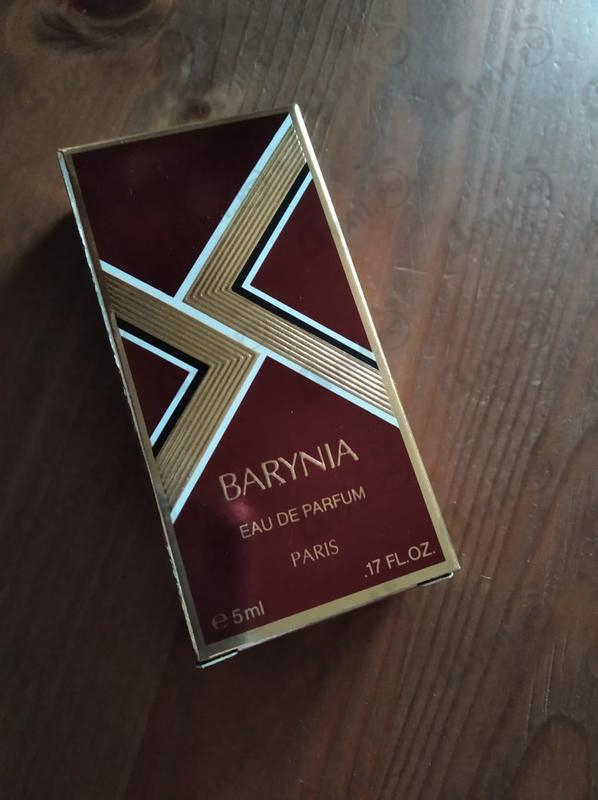 BARYNIA
EAU DE PARFUM
PARIS
.17 FL.OZ.
℮ 5ml